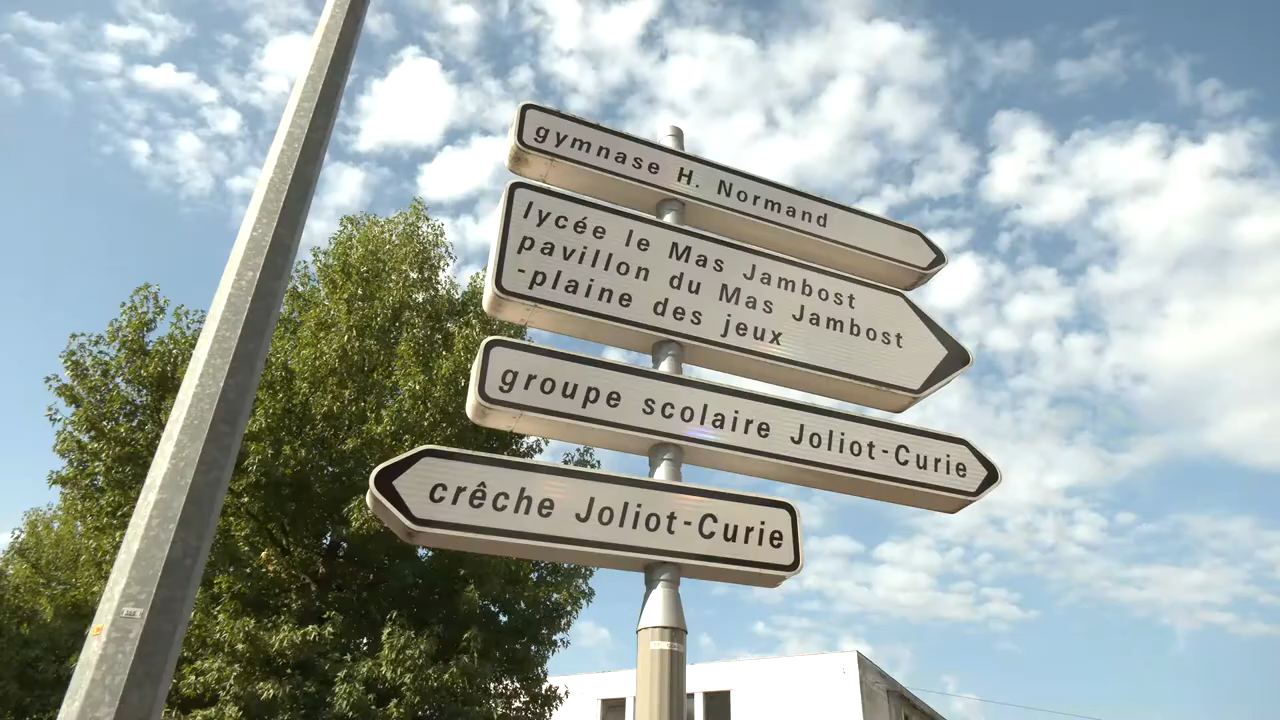 gymnase H. Normand
lycée le Mas Jambost
pavillon du Mas Jambost
-plaine des jeux
groupe scolaire Joliot-Curie
crêche Joliot-Curie